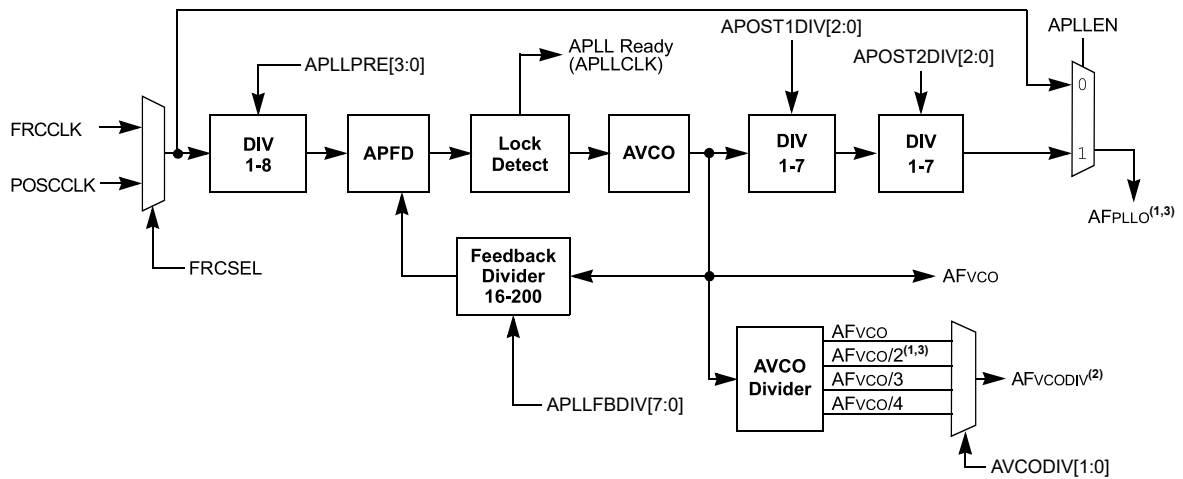 APOST1DIV[2:0]
APLLEN
APLL Ready
(APLLCLK)
APLLPRE[3:0]
APOST2DIV[2:0]
0
FRCCLK
DIV
1-8
APFD
Lock
Detect
AVCO
DIV
1-7
DIV
1-7
1
POSCCLK
AFPLLO(1,3)
FRCSEL
Feedback
Divider
16-200
AFVCO
AVCO
Divider
AFVCO
AFVCO/2(1,3)
AFVCO/3
AFVCO/4
AFVCODIV(2)
APLLFBDIV[7:0]
AVCODIV[1:0]